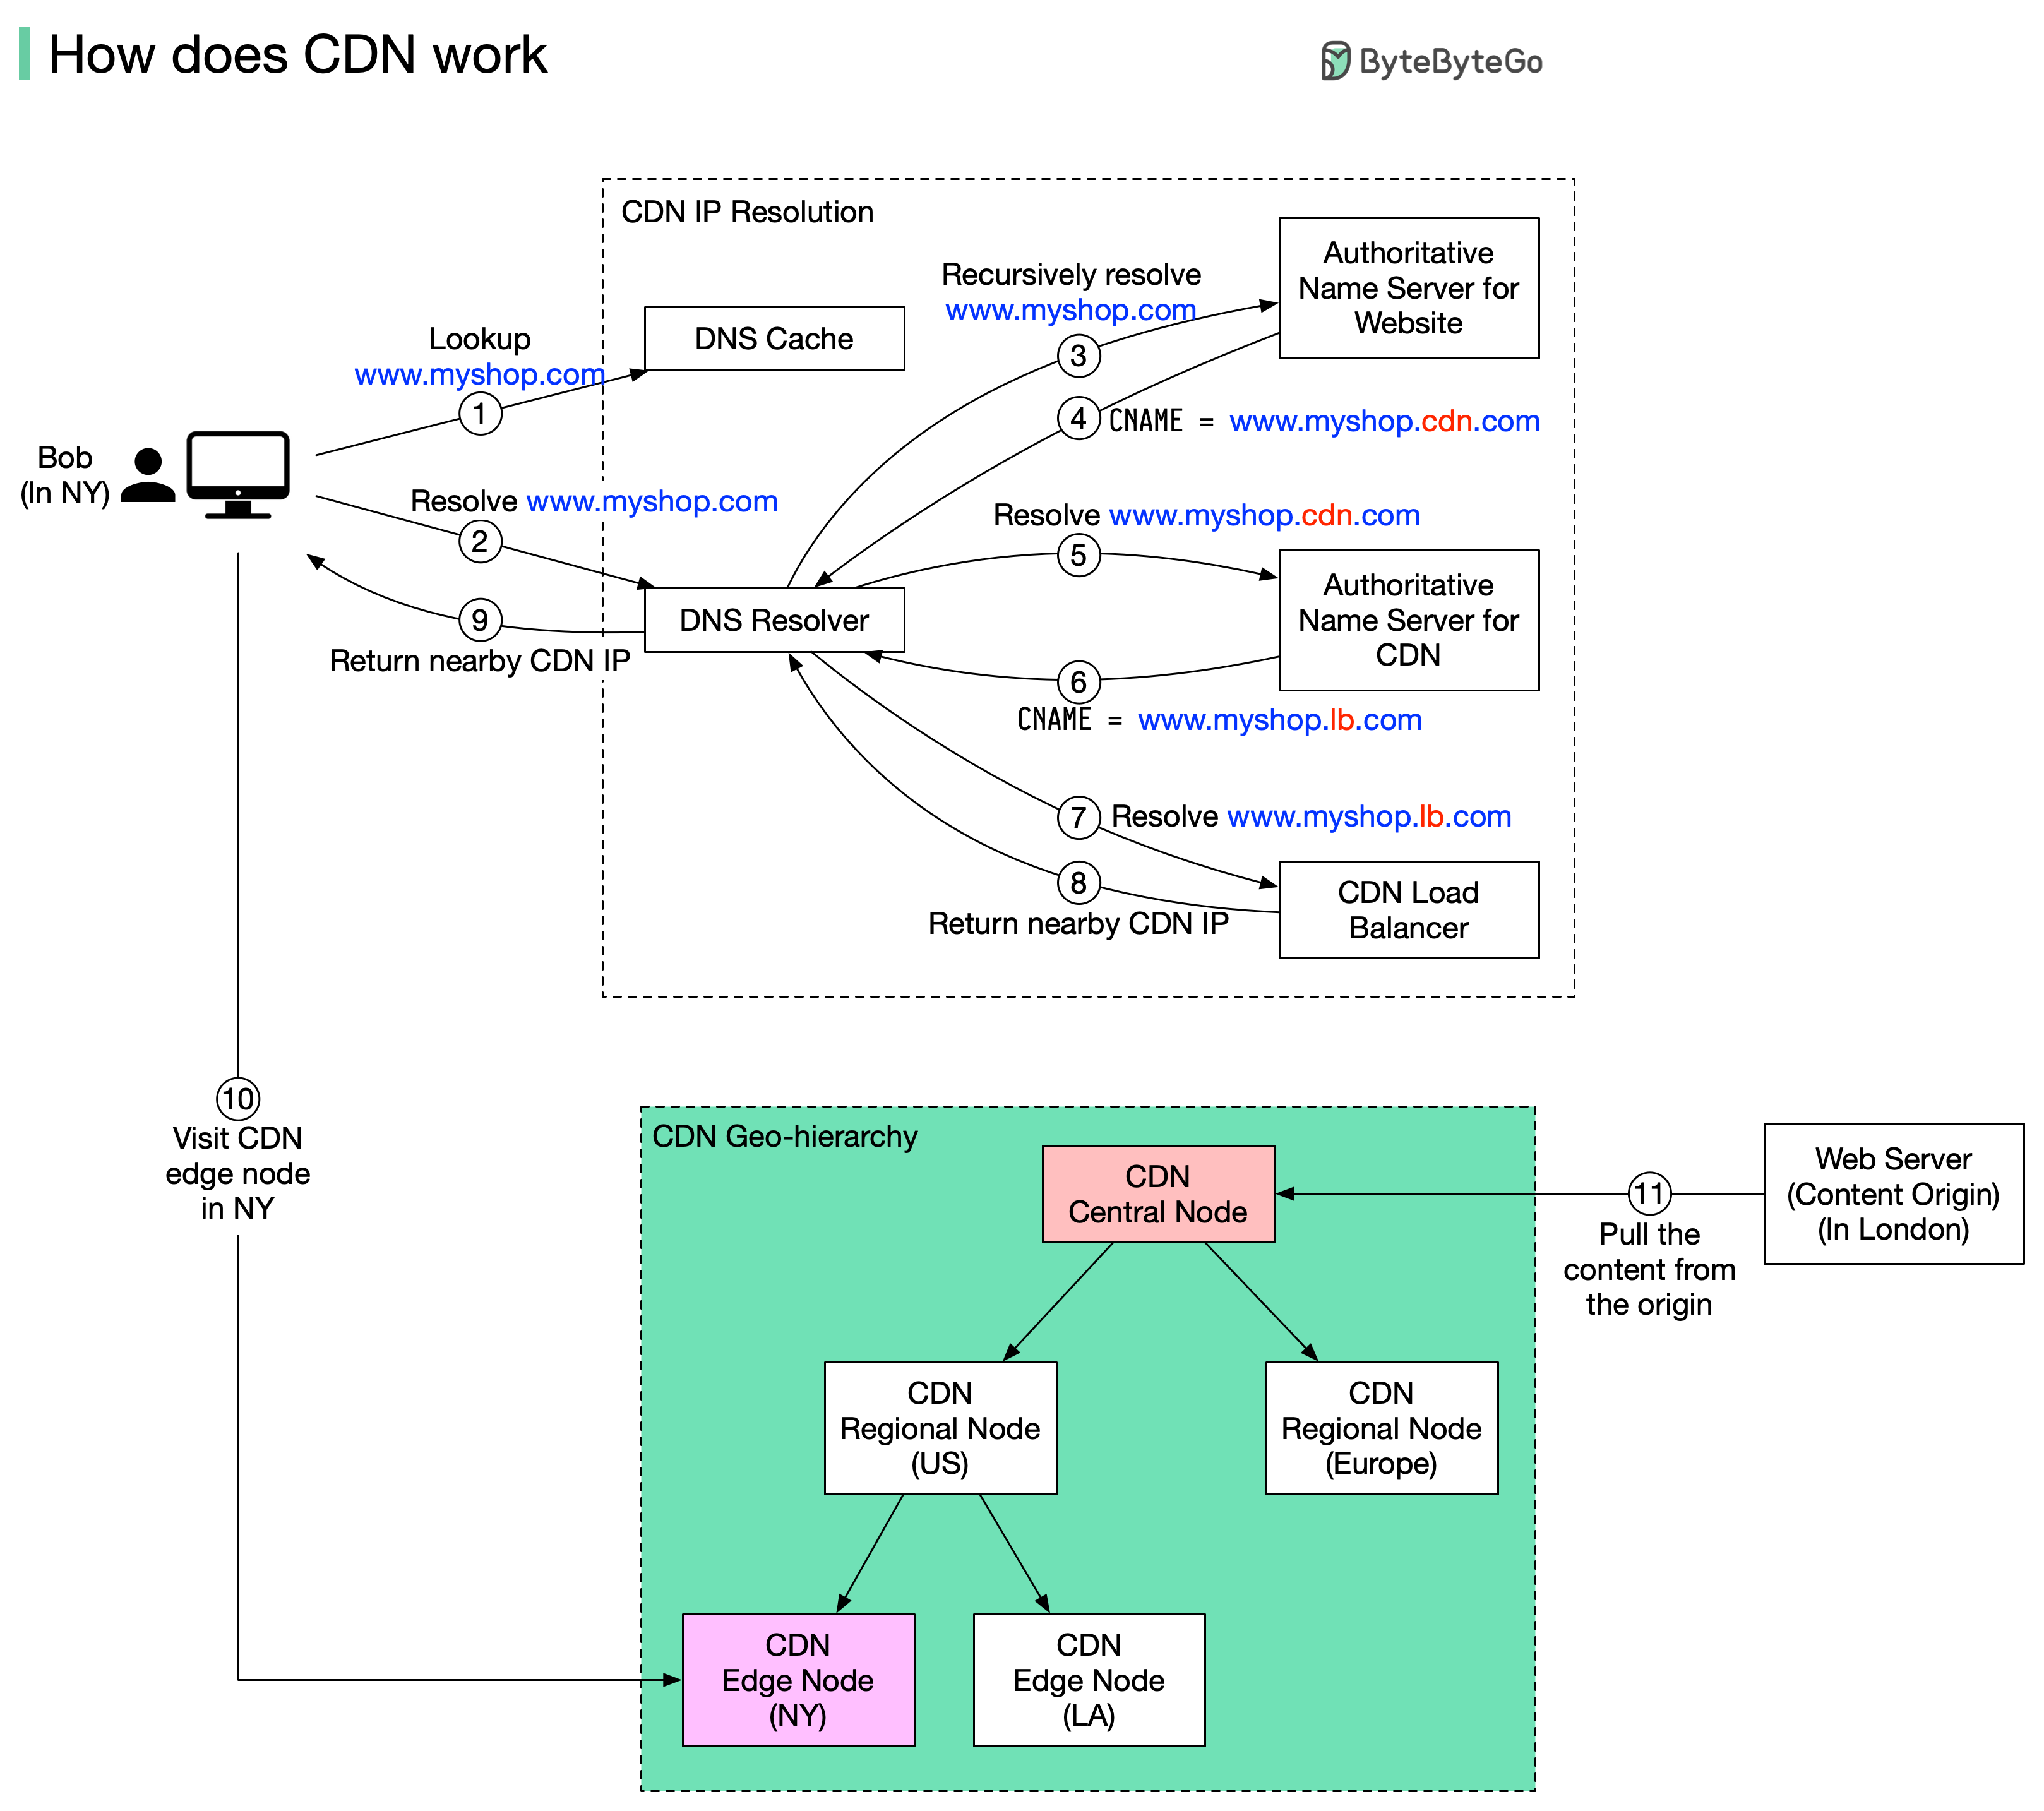 How does CDN work
ByteByteGo
CDN IP Resolution
Authoritative
Name Server for
Website
Recursively resolve
www.myshop.com
3
DNS Cache
Lookup
www.myshop.com
1
4
CNAME = www.myshop.cdn.com
Bob
(In NY)
Resolve www.myshop.com
2
Resolve www.myshop.cdn.com
5
Authoritative
Name Server for
CDN
DNS Resolver
9
Return nearby CDN IP
6
CNAME = www.myshop.lb.com
7
Resolve www.myshop.lb.com
8
Return nearby CDN IP
CDN Load
Balancer
10
Visit CDN
edge node
in NY
CDN Geo-hierarchy
CDN
Central Node
11
Pull the
content from
the origin
Web Server
(Content Origin)
(In London)
CDN
Regional Node
(US)
CDN
Regional Node
(Europe)
CDN
Edge Node
(NY)
CDN
Edge Node
(LA)